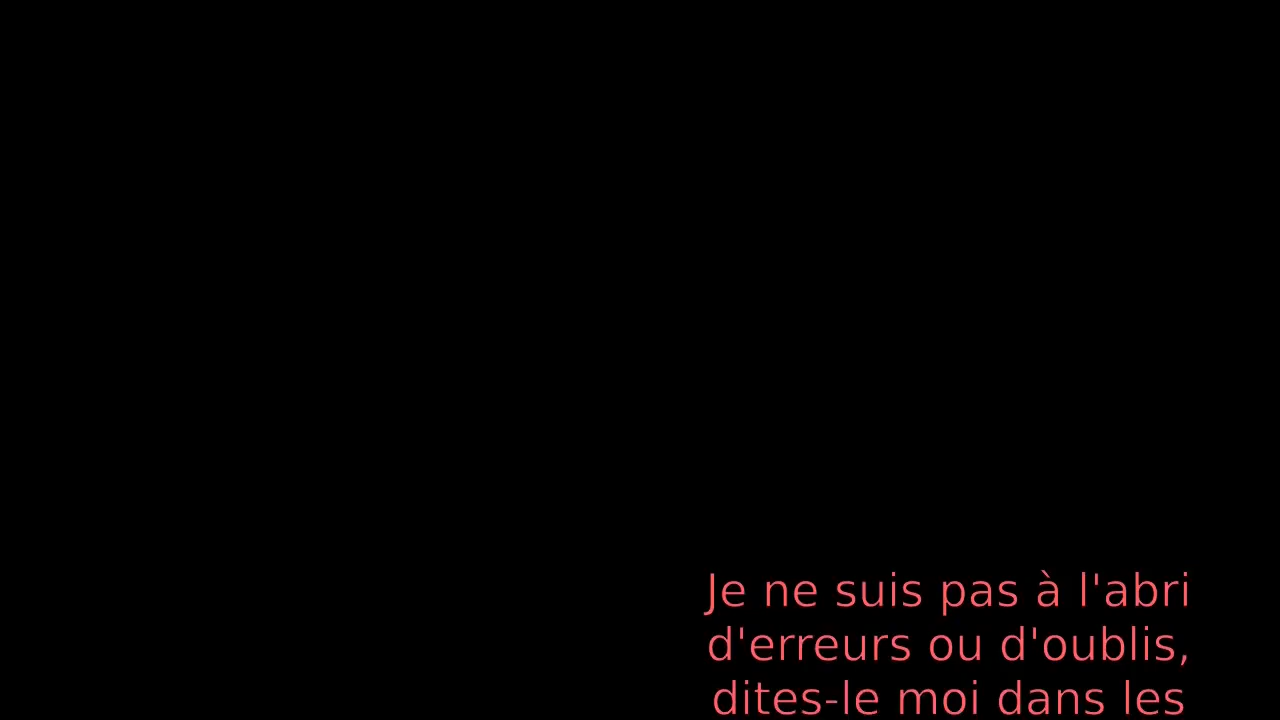 Je ne suis pas à l'abri
d'erreurs ou d'oublis,
dites-le moi dans les